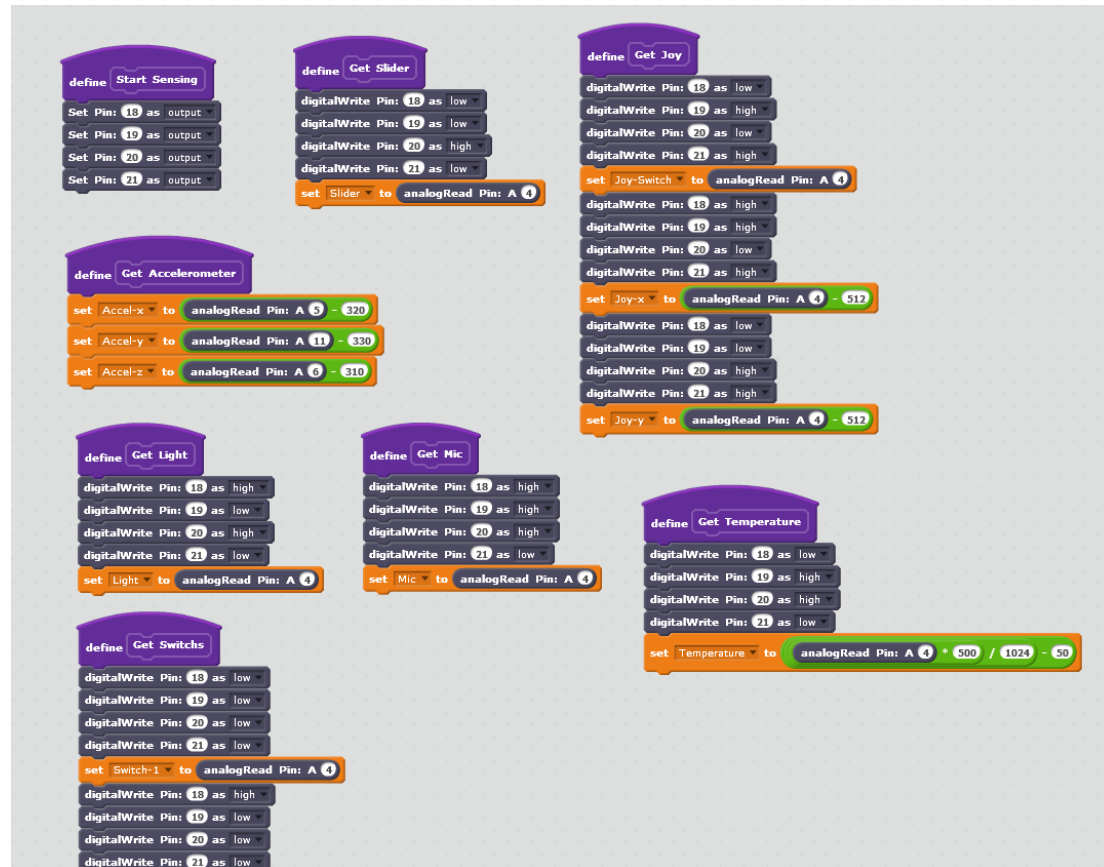 define Start Sensing
Set Pin: 18 as output
Set Pin: 19 as output
Set Pin: 20 as output
Set Pin: 21 as output
define Get Slider
digitalWrite Pin: 18 as low
digitalWrite Pin: 19 as low
digitalWrite Pin: 20 as high
digitalWrite Pin: 21 as low
set Slider to analogRead Pin: A 4
define Get Joy
digitalWrite Pin: 18 as low
digitalWrite Pin: 19 as high
digitalWrite Pin: 20 as low
digitalWrite Pin: 21 as high
set Joy-Switch to analogRead Pin: A 4
digitalWrite Pin: 18 as high
digitalWrite Pin: 19 as high
digitalWrite Pin: 20 as low
digitalWrite Pin: 21 as high
set Joy-x to analogRead Pin: A 4 - 512
digitalWrite Pin: 18 as low
digitalWrite Pin: 19 as low
digitalWrite Pin: 20 as high
digitalWrite Pin: 21 as high
set Joy-y to analogRead Pin: A 4 - 512
define Get Accelerometer
set Accel-x to analogRead Pin: A 5 - 320
set Accel-y to analogRead Pin: A 11 - 330
set Accel-z to analogRead Pin: A 6 - 310
define Get Light
digitalWrite Pin: 18 as high
digitalWrite Pin: 19 as low
digitalWrite Pin: 20 as high
digitalWrite Pin: 21 as low
set Light to analogRead Pin: A 4
define Get Mic
digitalWrite Pin: 18 as high
digitalWrite Pin: 19 as high
digitalWrite Pin: 20 as high
digitalWrite Pin: 21 as low
set Mic to analogRead Pin: A 4
define Get Temperature
digitalWrite Pin: 18 as low
digitalWrite Pin: 19 as high
digitalWrite Pin: 20 as high
digitalWrite Pin: 21 as low
set Temperature to analogRead Pin: A 4 * 500 / 1024 - 50
define Get Switchs
digitalWrite Pin: 18 as low
digitalWrite Pin: 19 as low
digitalWrite Pin: 20 as low
digitalWrite Pin: 21 as low
set Switch-1 to analogRead Pin: A 4
digitalWrite Pin: 18 as high
digitalWrite Pin: 19 as low
digitalWrite Pin: 20 as low
digitalWrite Pin: 21 as low